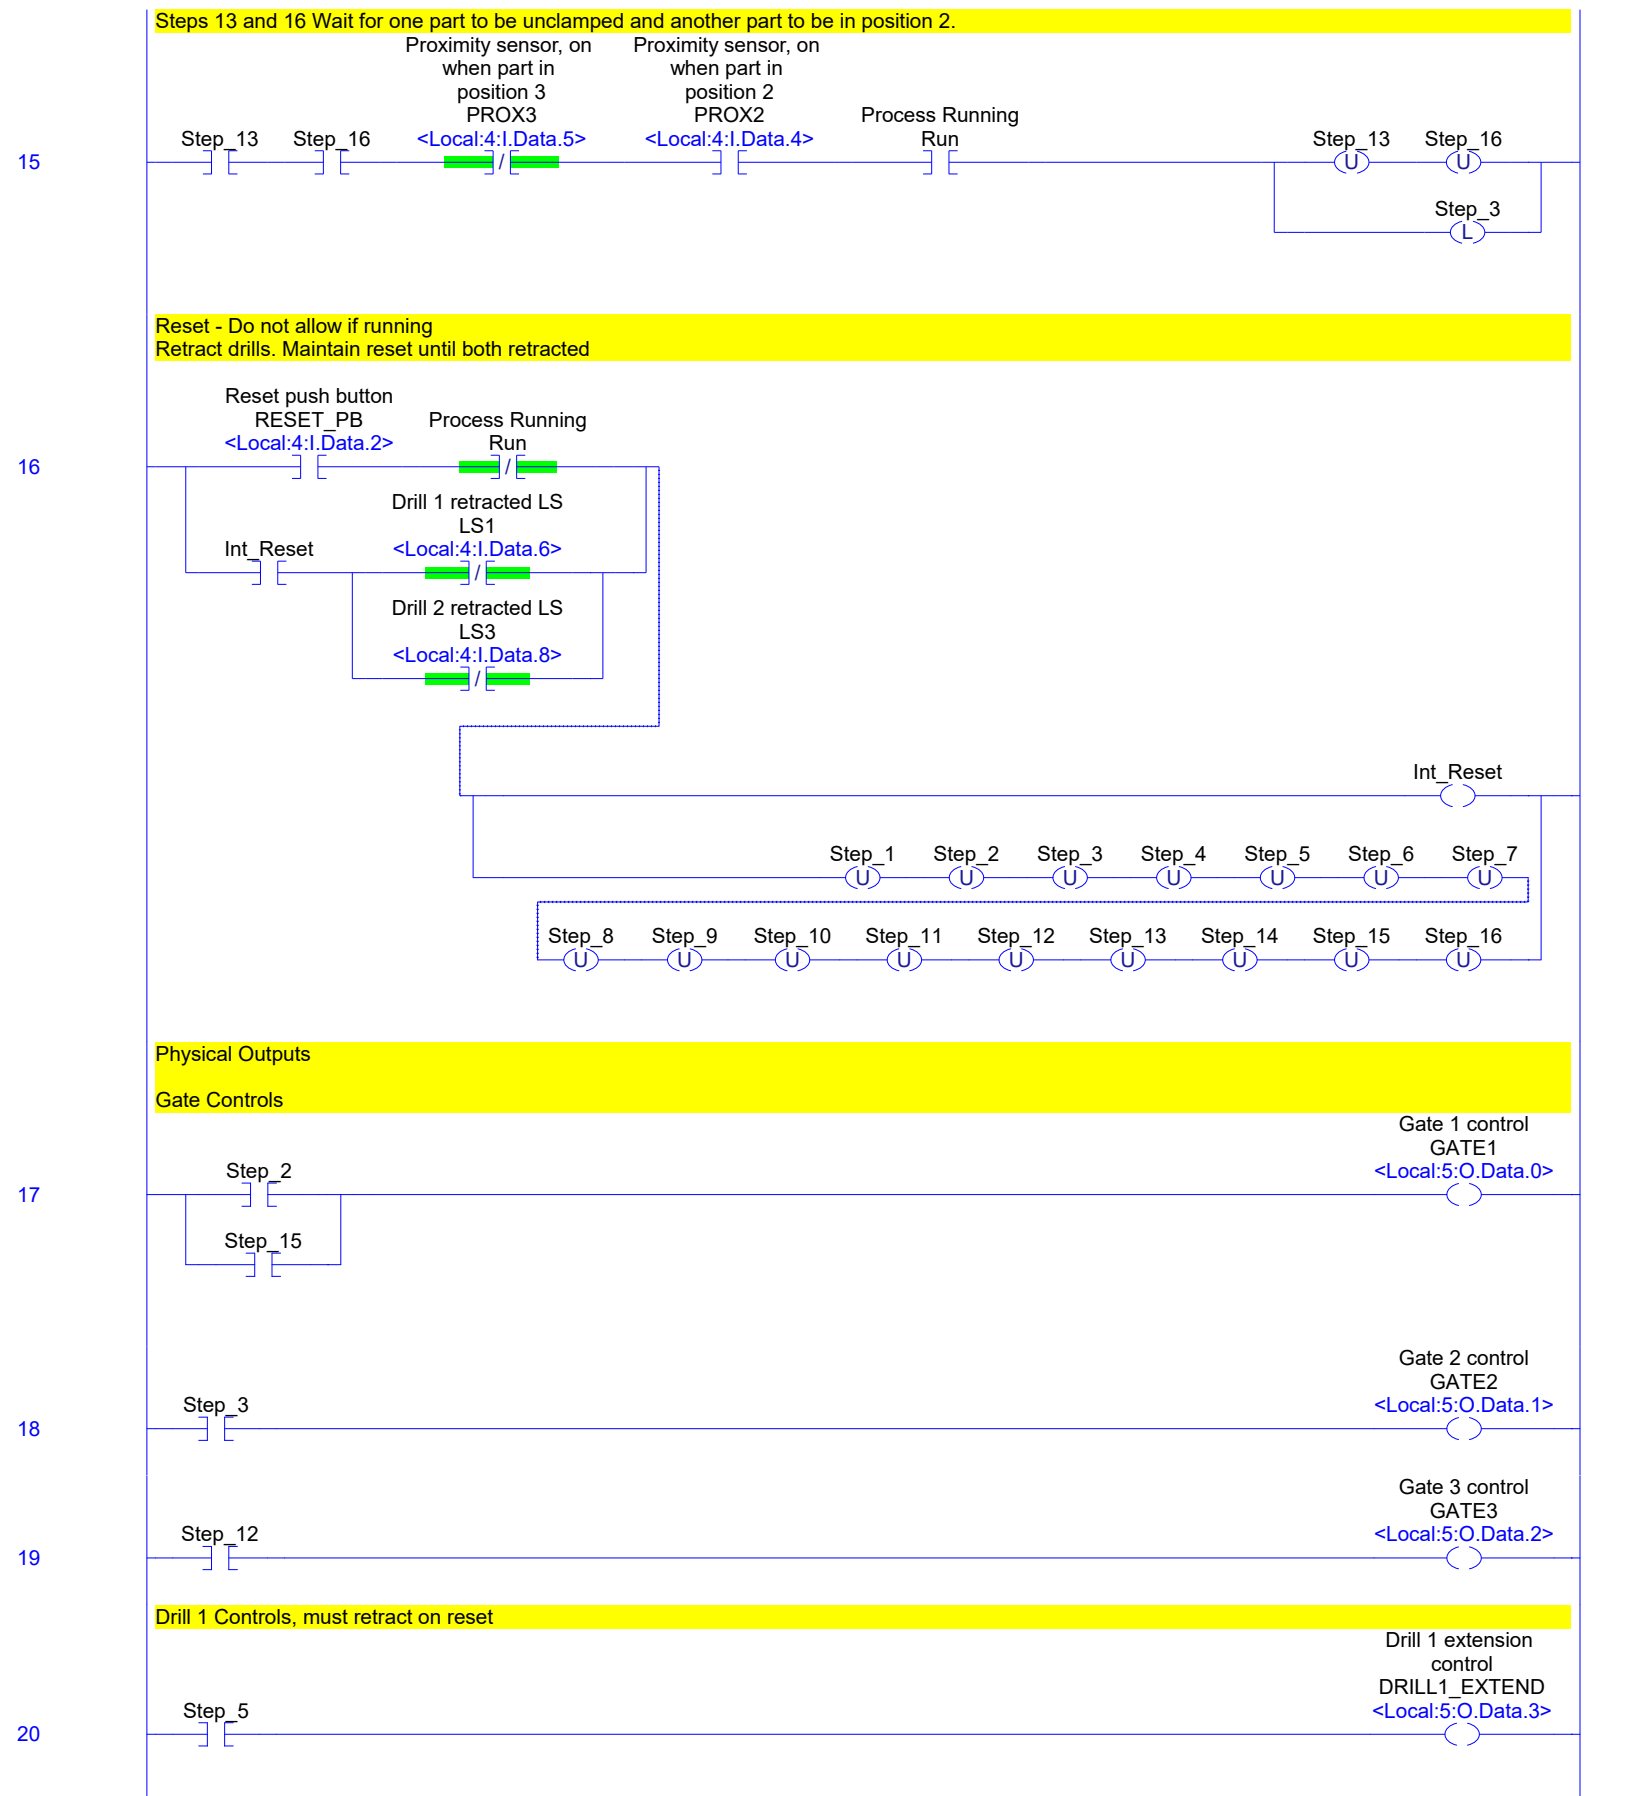 Steps 13 and 16 Wait for one part to be unclamped and another part to be in position 2.
Proximity sensor, on
when part in
position 3
PROX3
<Local:4:I.Data.5>
Proximity sensor, on
when part in
position 2
PROX2
<Local:4:I.Data.4>
Process Running
Run
Step_13
Step_16
Step_13
Step_16
15
/
U
U
Step_3
L
Reset - Do not allow if running
Retract drills. Maintain reset until both retracted
Reset push button
RESET_PB
<Local:4:I.Data.2>
Process Running
Run
16
/
Drill 1 retracted LS
LS1
<Local:4:I.Data.6>
Int_Reset
/
Drill 2 retracted LS
LS3
<Local:4:I.Data.8>
/
Int_Reset
Step_1 Step_2 Step_3 Step_4 Step_5 Step_6 Step_7
U U U U U U U
Step_8 Step_9 Step_10 Step_11 Step_12 Step_13 Step_14 Step_15 Step_16
U U U U U U U U U
Physical Outputs
Gate Controls
Gate 1 control
GATE1
<Local:5:O.Data.0>
Step_2
17
Step_15
Gate 2 control
GATE2
<Local:5:O.Data.1>
Step_3
18
Gate 3 control
GATE3
<Local:5:O.Data.2>
Step_12
19
Drill 1 Controls, must retract on reset
Drill 1 extension
control
DRILL1_EXTEND
<Local:5:O.Data.3>
Step_5
20